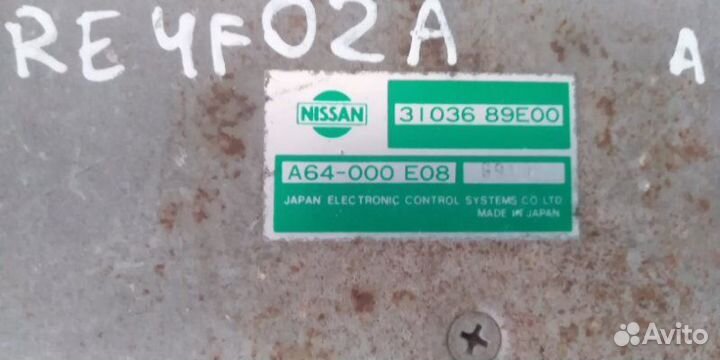 RE4F02A A
NISSAN 31036 89E00
A64-000 E08
JAPAN ELECTRONIC CONTROL SYSTEMS CO LTD
MADE IN JAPAN
Avito